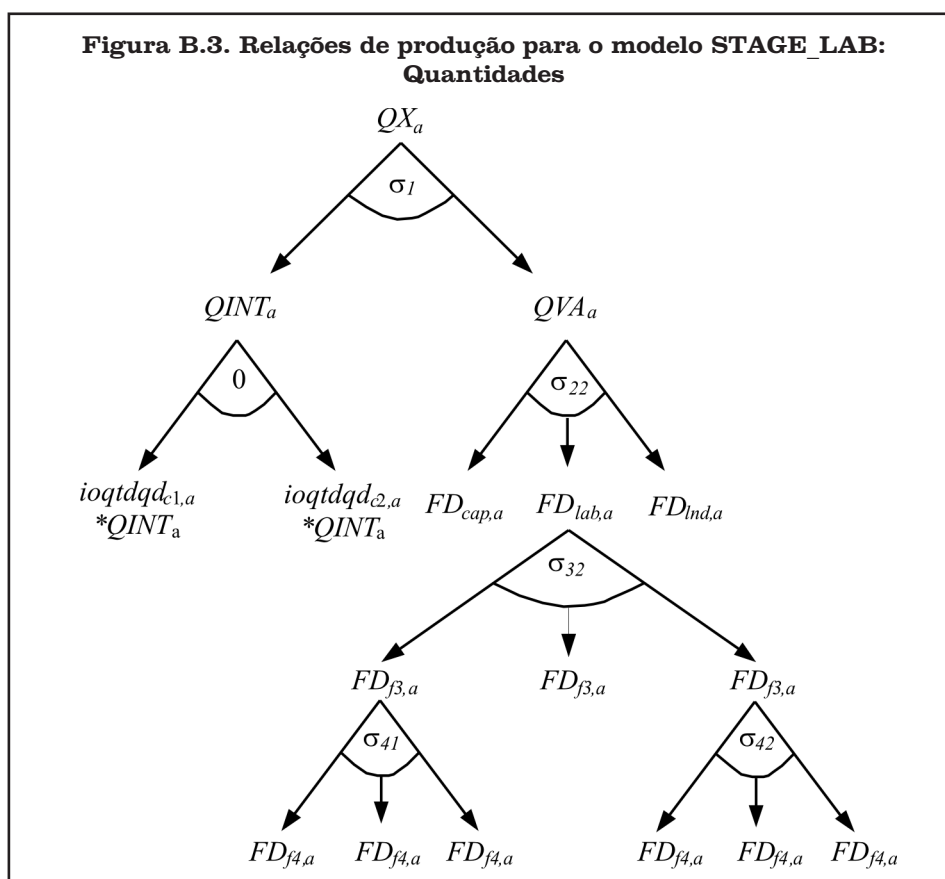 Figura B.3. Relações de produção para o modelo STAGE_LAB:
Quantidades
QXa
σ1
QINTa QVAa
0 σ22
ioqtdqdc1,a ioqtdqdc2,a FDcap,a FDlab,a FDlnd,a
*QINTa *QINTa
σ32
FDf3,a FDf3,a FDf3,a
σ41 σ42
FDf4,a FDf4,a FDf4,a FDf4,a FDf4,a FDf4,a